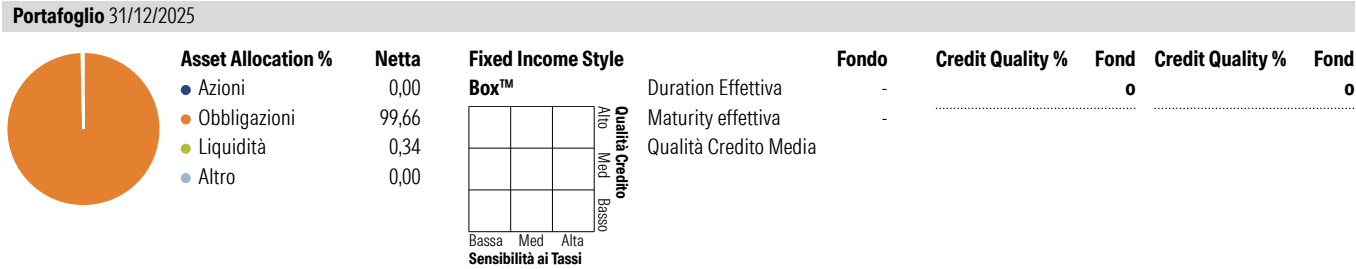 Portafoglio 31/12/2025
Asset Allocation % Netta
Azioni 0,00
Obbligazioni 99,66
Liquidità 0,34
Altro 0,00
Fixed Income Style
Box™
Alto Med Basso
Qualità Credito
Bassa Med Alta
Sensibilità ai Tassi
Fondo
Duration Effettiva -
Maturity effettiva -
Qualità Credito Media
Credit Quality % Fond
o
Credit Quality % Fond
o